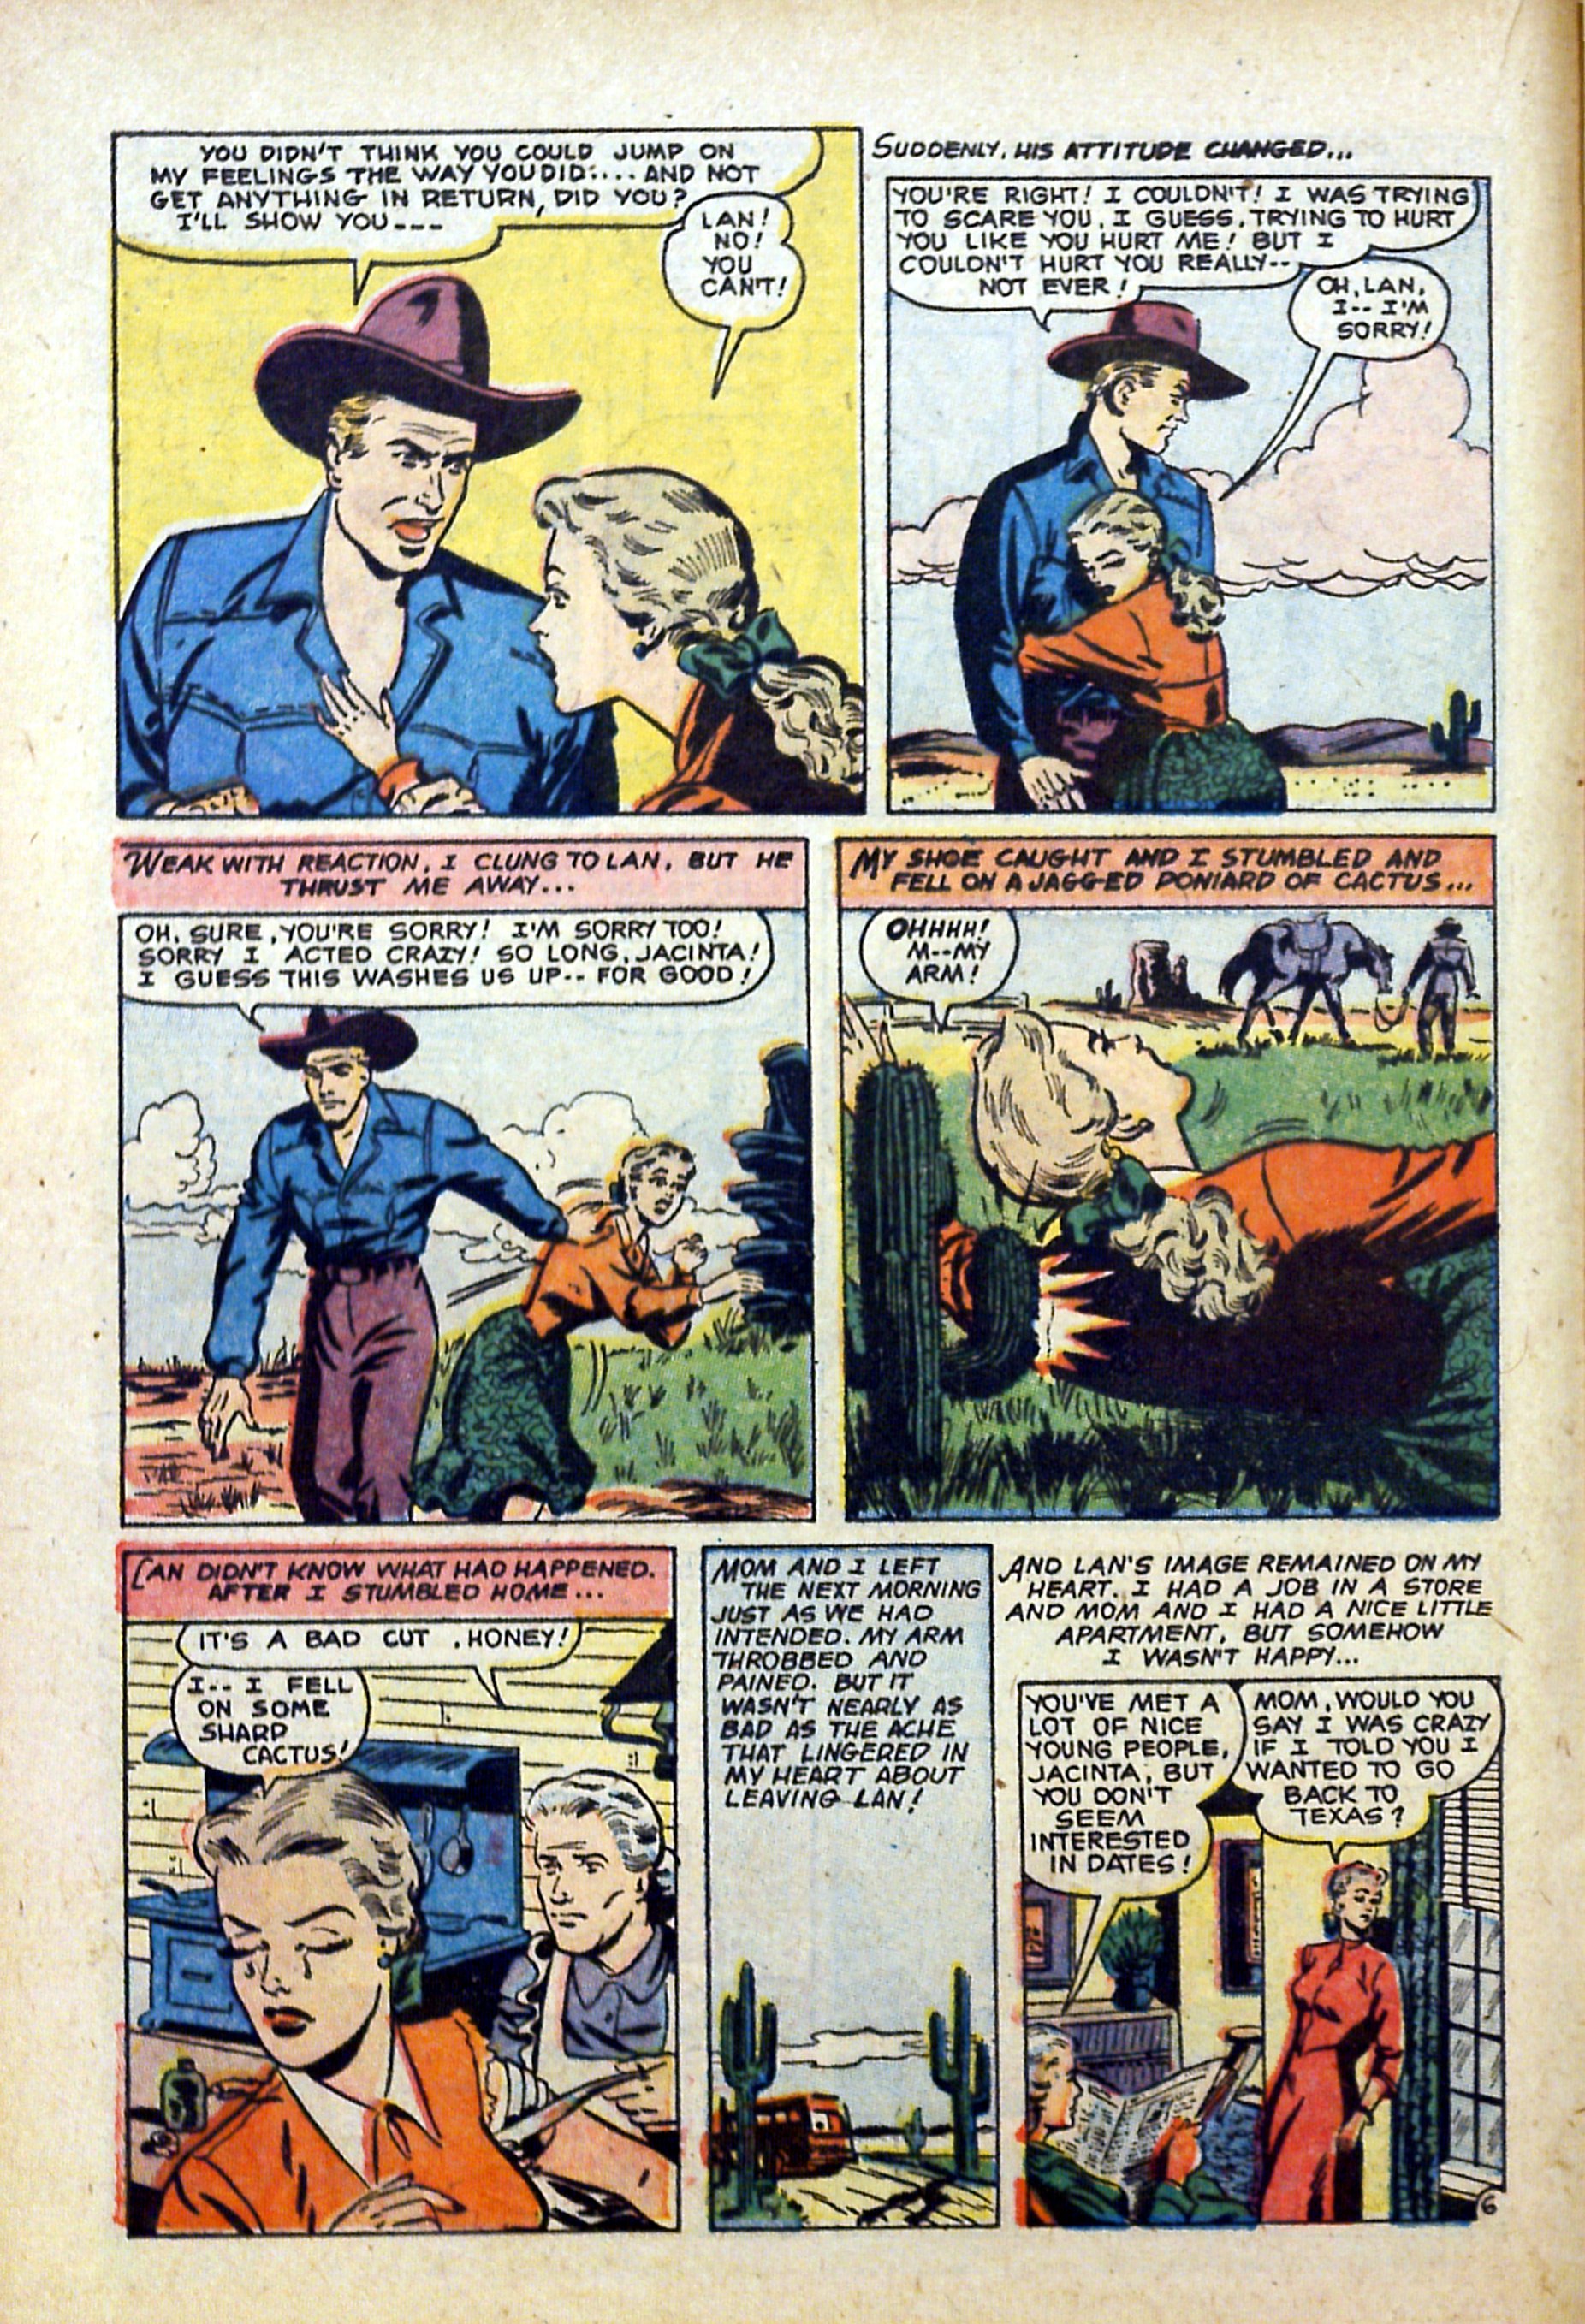 YOU DIDN'T THINK YOU COULD JUMP ON
MY FEELINGS THE WAY YOU DID.... AND NOT
GET ANYTHING IN RETURN, DID YOU?
I'LL SHOW YOU---
LAN!
NO!
YOU
CAN'T!
SUDDENLY, HIS ATTITUDE CHANGED...
YOU'RE RIGHT! I COULDN'T! I WAS TRYING
TO SCARE YOU, I GUESS, TRYING TO HURT
YOU LIKE YOU HURT ME! BUT I
COULDN'T HURT YOU REALLY--
NOT EVER!
OH, LAN,
I-- I'M
SORRY!
WEAK WITH REACTION, I CLUNG TO LAN, BUT HE
THRUST ME AWAY...
OH, SURE, YOU'RE SORRY! I'M SORRY TOO!
SORRY I ACTED CRAZY! SO LONG, JACINTA!
I GUESS THIS WASHES US UP-- FOR GOOD!
MY SHOE CAUGHT AND I STUMBLED AND
FELL ON A JAGGED PONIARD OF CACTUS...
OHHHH!
M--MY
ARM!
LAN DIDN'T KNOW WHAT HAD HAPPENED.
AFTER I STUMBLED HOME...
IT'S A BAD CUT, HONEY!
I-- I FELL
ON SOME
SHARP
CACTUS!
MOM AND I LEFT
THE NEXT MORNING
JUST AS WE HAD
INTENDED. MY ARM
THROBBED AND
PAINED. BUT IT
WASN'T NEARLY AS
BAD AS THE ACHE
THAT LINGERED IN
MY HEART ABOUT
LEAVING LAN!
AND LAN'S IMAGE REMAINED ON MY
HEART. I HAD A JOB IN A STORE
AND MOM AND I HAD A NICE LITTLE
APARTMENT, BUT SOMEHOW
I WASN'T HAPPY...
YOU'VE MET A
LOT OF NICE
YOUNG PEOPLE,
JACINTA, BUT
YOU DON'T
SEEM
INTERESTED
IN DATES!
MOM, WOULD YOU
SAY I WAS CRAZY
IF I TOLD YOU I
WANTED TO GO
BACK TO
TEXAS?
6